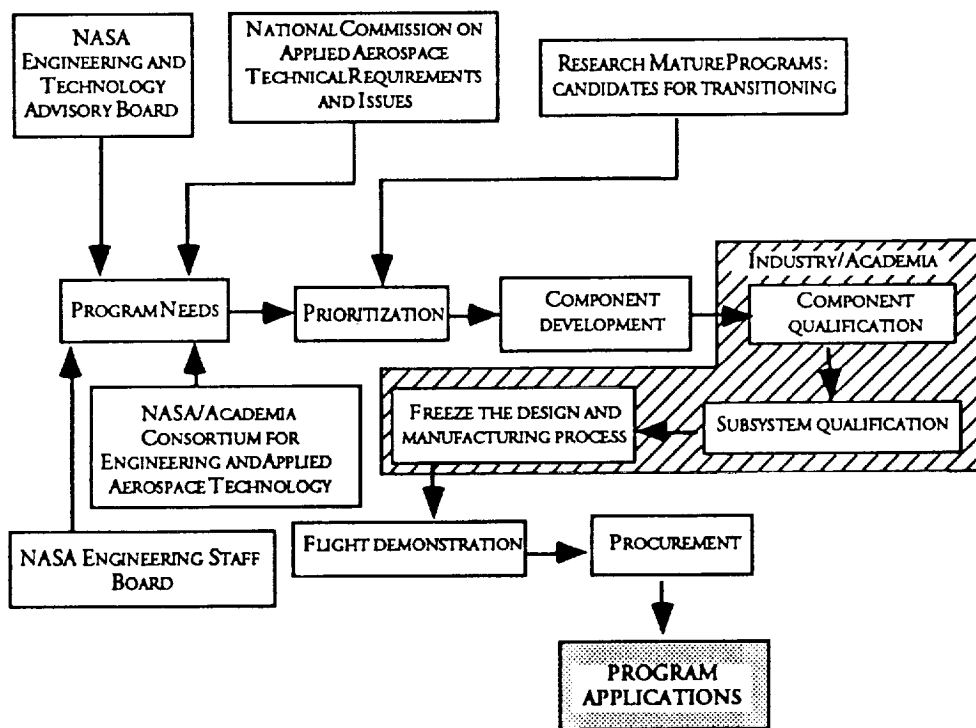 NASA
ENGINEERING AND
TECHNOLOGY
ADVISORY BOARD
NATIONAL COMMISSION ON
APPLIED AEROSPACE
TECHNICAL REQUIREMENTS
AND ISSUES
RESEARCH MATURE PROGRAMS:
CANDIDATES FOR TRANSITIONING
INDUSTRY/ACADEMIA
PROGRAM NEEDS
PRIORITIZATION
COMPONENT
DEVELOPMENT
COMPONENT
QUALIFICATION
NASA/ACADEMIA
CONSORTIUM FOR
ENGINEERING AND APPLIED
AEROSPACE TECHNOLOGY
FREEZE THE DESIGN AND
MANUFACTURING PROCESS
SUBSYSTEM QUALIFICATION
NASA ENGINEERING STAFF
BOARD
FLIGHT DEMONSTRATION
PROCUREMENT
PROGRAM
APPLICATIONS